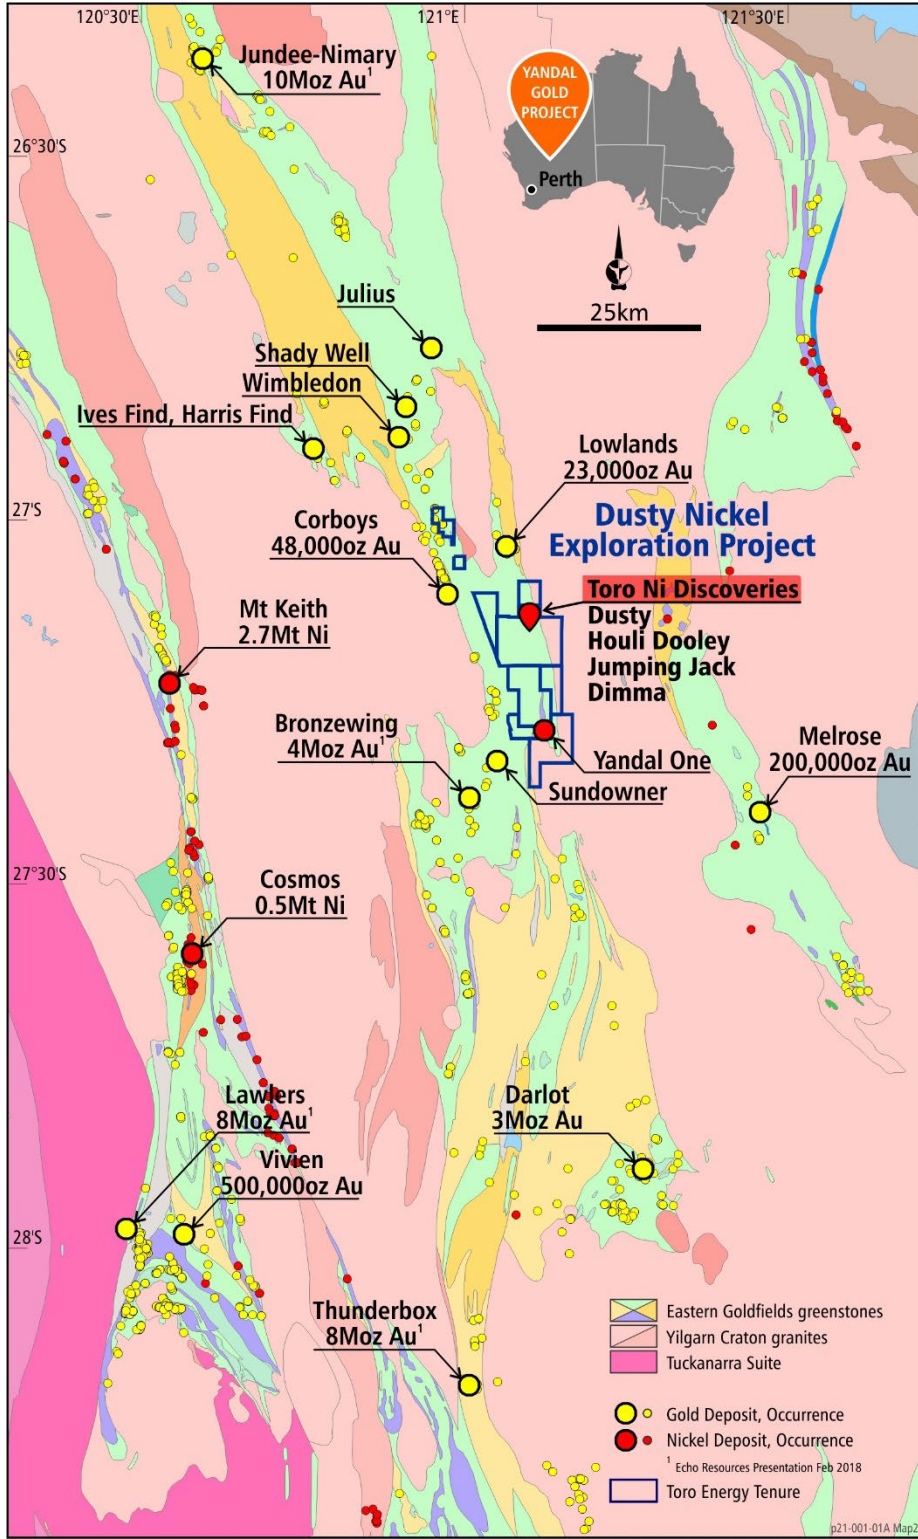 120°30'E
121°E
121°30'E
Jundee-Nimary
10Moz Au¹
YANDAL
GOLD
PROJECT
26°30'S
Perth
25km
Julius
Shady Well
Wimbledon
Ives Find, Harris Find
Lowlands
23,000oz Au
27°S
Corboys
48,000oz Au
Dusty Nickel
Exploration Project
Toro Ni Discoveries
Dusty
Houli Dooley
Jumping Jack
Dimma
Mt Keith
2.7Mt Ni
Bronzewing
4Moz Au¹
Yandal One
Sundowner
Melrose
200,000oz Au
27°30'S
Cosmos
0.5Mt Ni
Lawlers
8Moz Au¹
Vivien
500,000oz Au
Darlot
3Moz Au
28°S
Thunderbox
8Moz Au¹
Eastern Goldfields greenstones
Yilgarn Craton granites
Tuckanarra Suite
Gold Deposit, Occurrence
Nickel Deposit, Occurrence
¹ Echo Resources Presentation Feb 2018
Toro Energy Tenure
p21-001-01A Map2